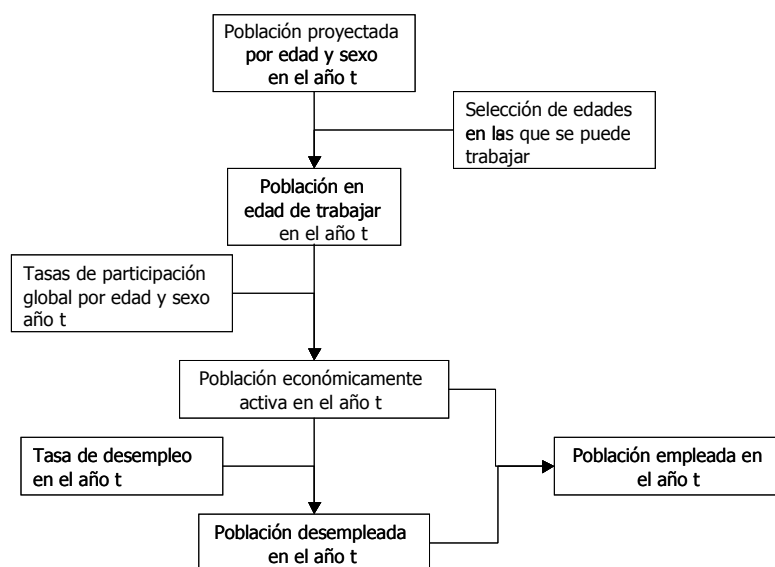 Población proyectada
por edad y sexo
en el año t
Selección de edades
en las que se puede
trabajar
Población en
edad de trabajar
en el año t
Tasas de participación
global por edad y sexo
año t
Población económicamente
activa en el año t
Tasa de desempleo
en el año t
Población empleada en
el año t
Población desempleada
en el año t